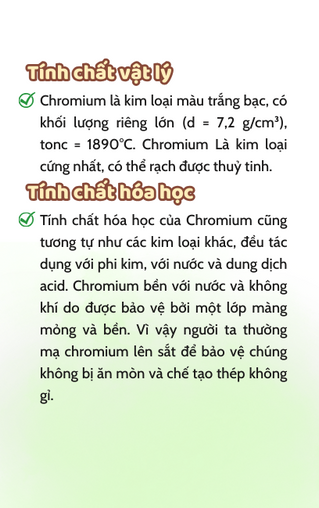 Tính chất vật lý
Chromium là kim loại màu trắng bạc, có
khối lượng riêng lớn (d = 7,2 g/cm³),
tonc = 1890°C. Chromium Là kim loại
cứng nhất, có thể rạch được thuỷ tinh.
Tính chất hóa học
Tính chất hóa học của Chromium cũng
tương tự như các kim loại khác, đều tác
dụng với phi kim, với nước và dung dịch
acid. Chromium bền với nước và không
khí do được bảo vệ bởi một lớp màng
mỏng và bền. Vì vậy người ta thường
mạ chromium lên sắt để bảo vệ chúng
không bị ăn mòn và chế tạo thép không
gỉ.